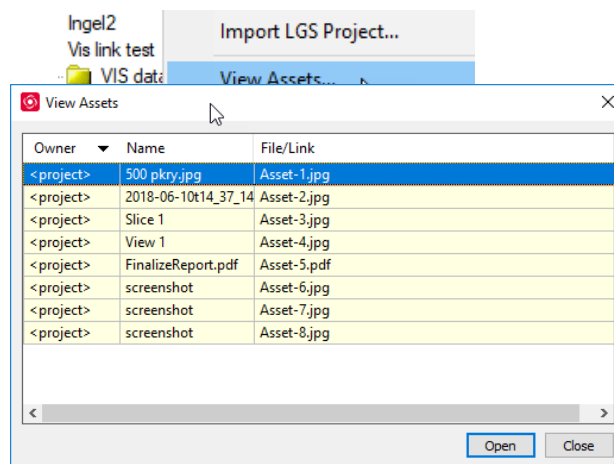 Ingel2
Import LGS Project...
Vis link test
VIS data
View Assets...
View Assets
Owner Name File/Link
<project> 500 pkry.jpg Asset-1.jpg
<project> 2018-06-10t14_37_14 Asset-2.jpg
<project> Slice 1 Asset-3.jpg
<project> View 1 Asset-4.jpg
<project> FinalizeReport.pdf Asset-5.pdf
<project> screenshot Asset-6.jpg
<project> screenshot Asset-7.jpg
<project> screenshot Asset-8.jpg
Open Close